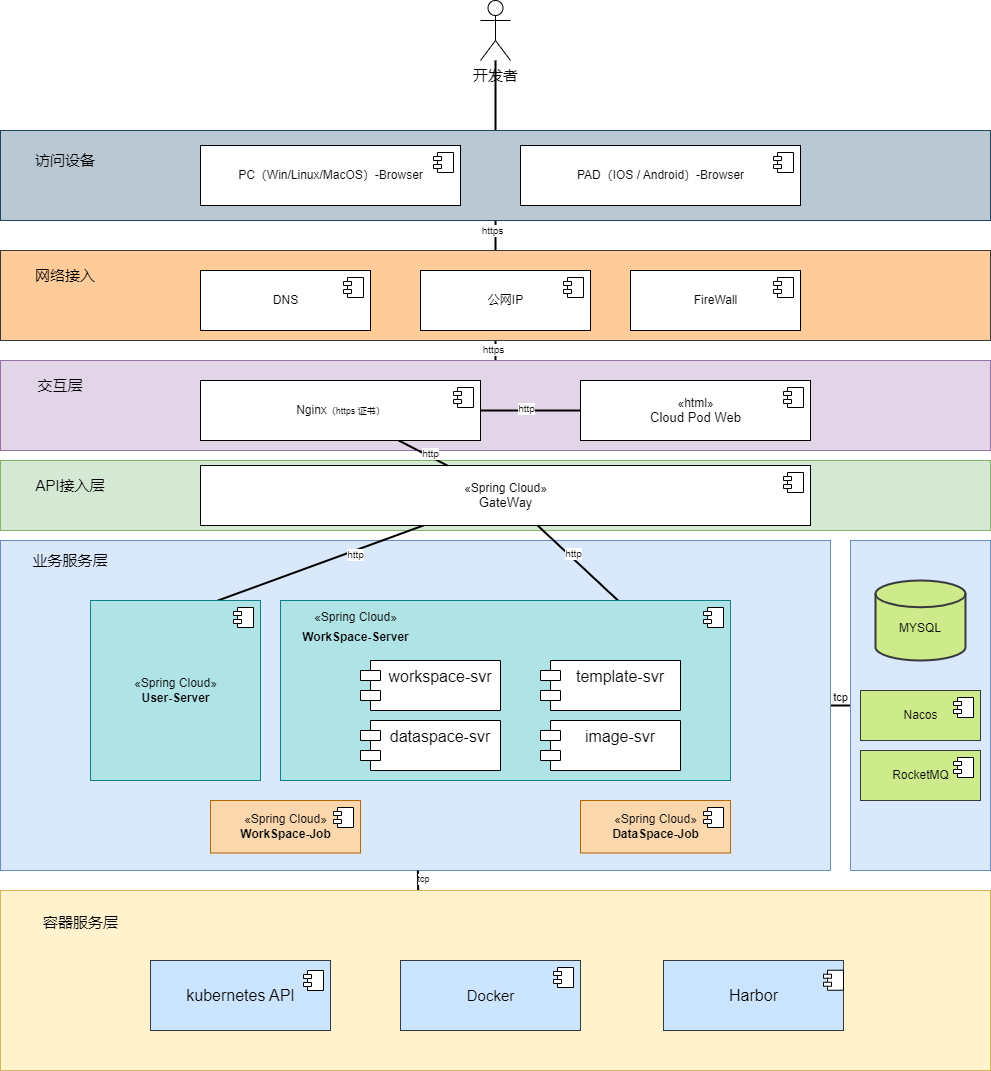 开发者
访问设备
PC（Win/Linux/MacOS）-Browser
PAD（IOS / Android）-Browser
https
网络接入
DNS
公网IP
FireWall
https
交互层
Nginx（https 证书）
http
«html»
Cloud Pod Web
http
API接入层
«Spring Cloud»
GateWay
http
http
业务服务层
«Spring Cloud»
User-Server
«Spring Cloud»
WorkSpace-Server
workspace-svr
template-svr
dataspace-svr
image-svr
«Spring Cloud»
WorkSpace-Job
«Spring Cloud»
DataSpace-Job
tcp
MYSQL
Nacos
RocketMQ
tcp
容器服务层
kubernetes API
Docker
Harbor